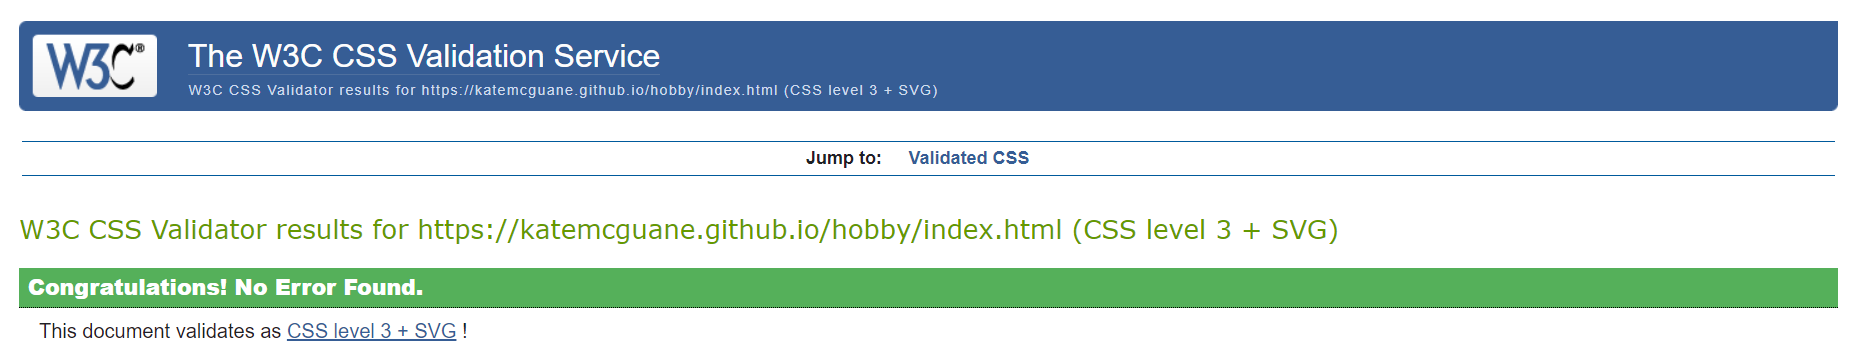 W3C®
The W3C CSS Validation Service
W3C CSS Validator results for https://katemcguane.github.io/hobby/index.html (CSS level 3 + SVG)
Jump to: Validated CSS
W3C CSS Validator results for https://katemcguane.github.io/hobby/index.html (CSS level 3 + SVG)
Congratulations! No Error Found.
This document validates as CSS level 3 + SVG !